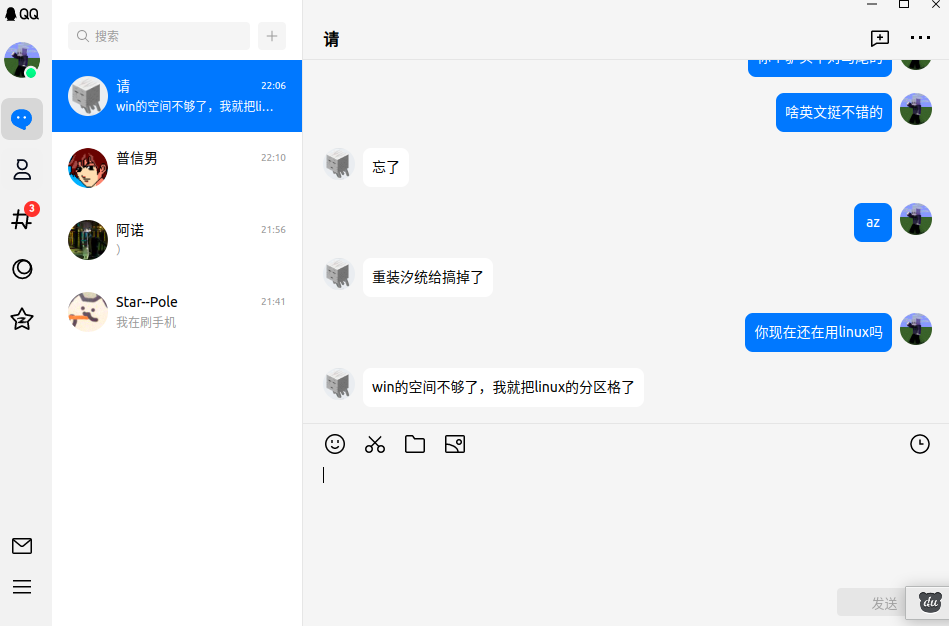 QQ
搜索
请
22:06
win的空间不够了，我就把li...
普信男
22:10
阿诺
21:56
）
Star--Pole
21:41
我在刷手机
3
请
啥英文挺不错的
忘了
az
重装汐统给搞掉了
你现在还在用linux吗
win的空间不够了，我就把linux的分区格了
发送
du